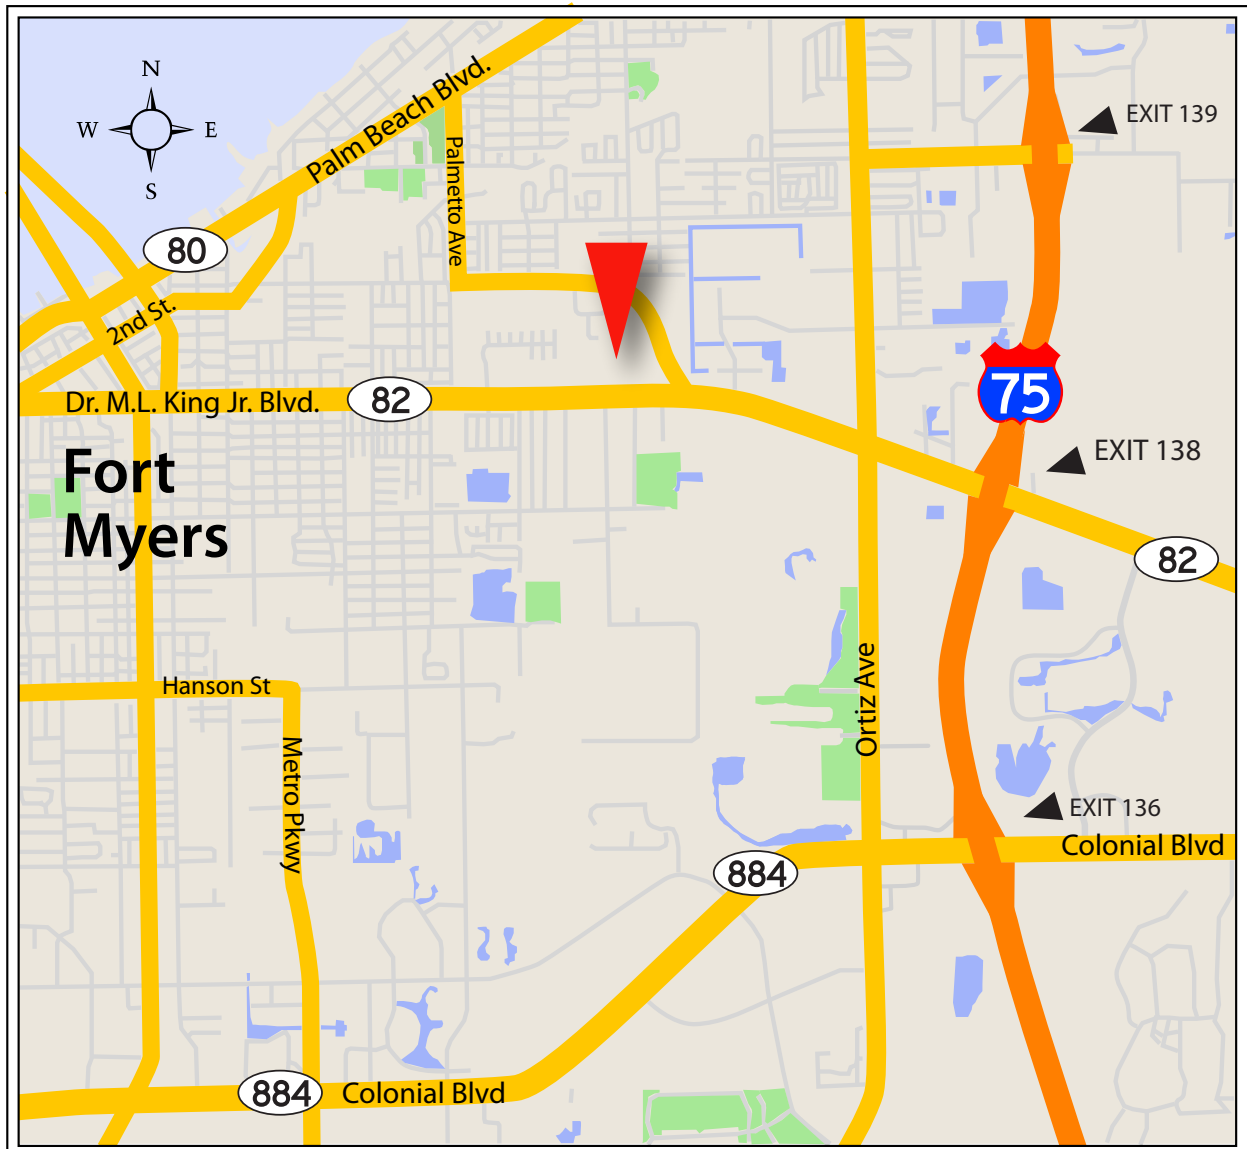 N
W E
S
Palm Beach Blvd.
EXIT 139
Palmetto Ave
80
2nd St.
75
Dr. M.L. King Jr. Blvd.
82
EXIT 138
Fort
Myers
82
Ortiz Ave
Hanson St
Metro Pkwy
EXIT 136
Colonial Blvd
884
884
Colonial Blvd